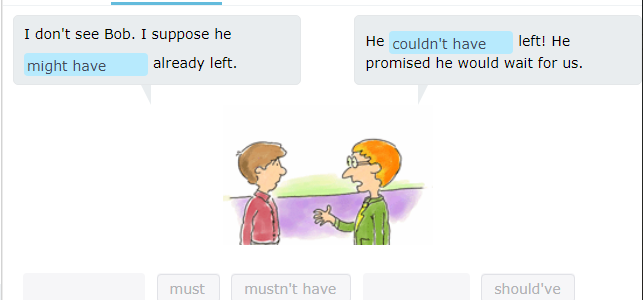 I don't see Bob. I suppose he
might have already left.
He couldn't have left! He
promised he would wait for us.
must mustn't have should've